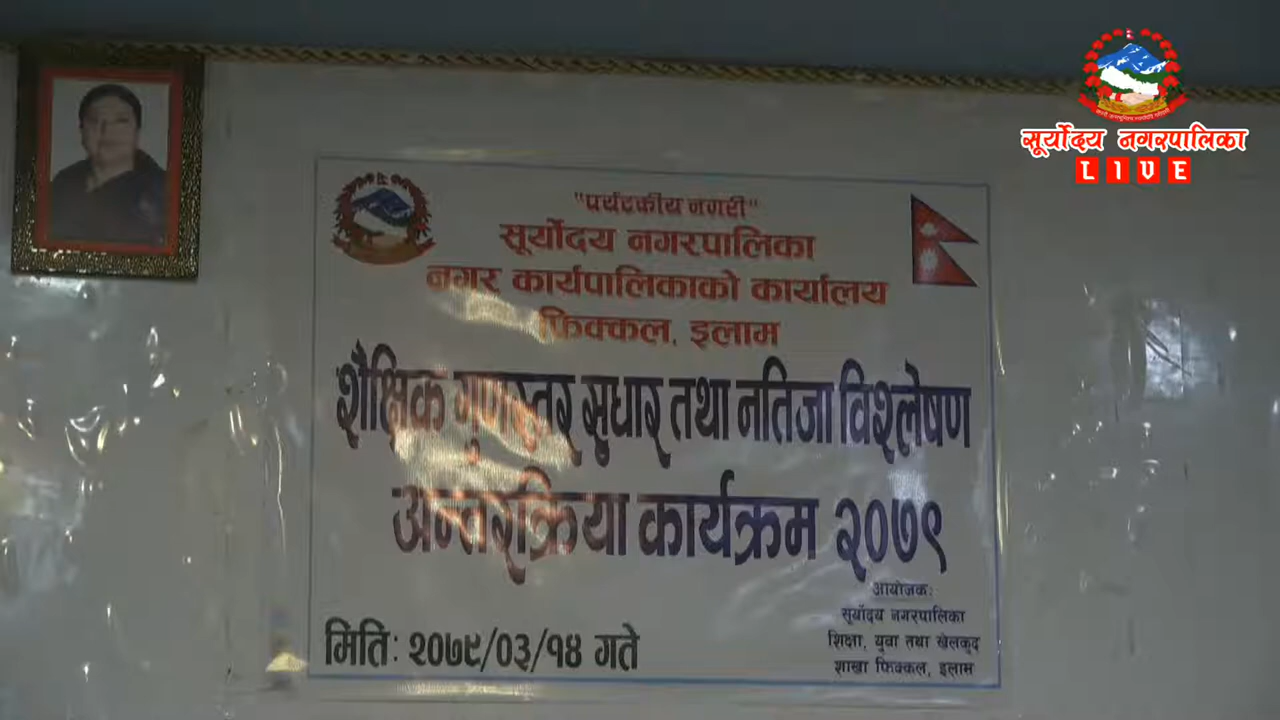 सूर्योदय नगरपालिका
LIVE
"पर्यटकीय नगरी"
सूर्योदय नगरपालिका
नगर कार्यपालिकाको कार्यालय
फिक्कल, इलाम
शैक्षिक गुणस्तर सुधार तथा नतिजा विश्लेषण
अन्तरक्रिया कार्यक्रम २०७९
आयोजकः
सूर्योदय नगरपालिका
शिक्षा, युवा तथा खेलकुद
शाखा फिक्कल, इलाम
मितिः २०७९/०३/१४ गते